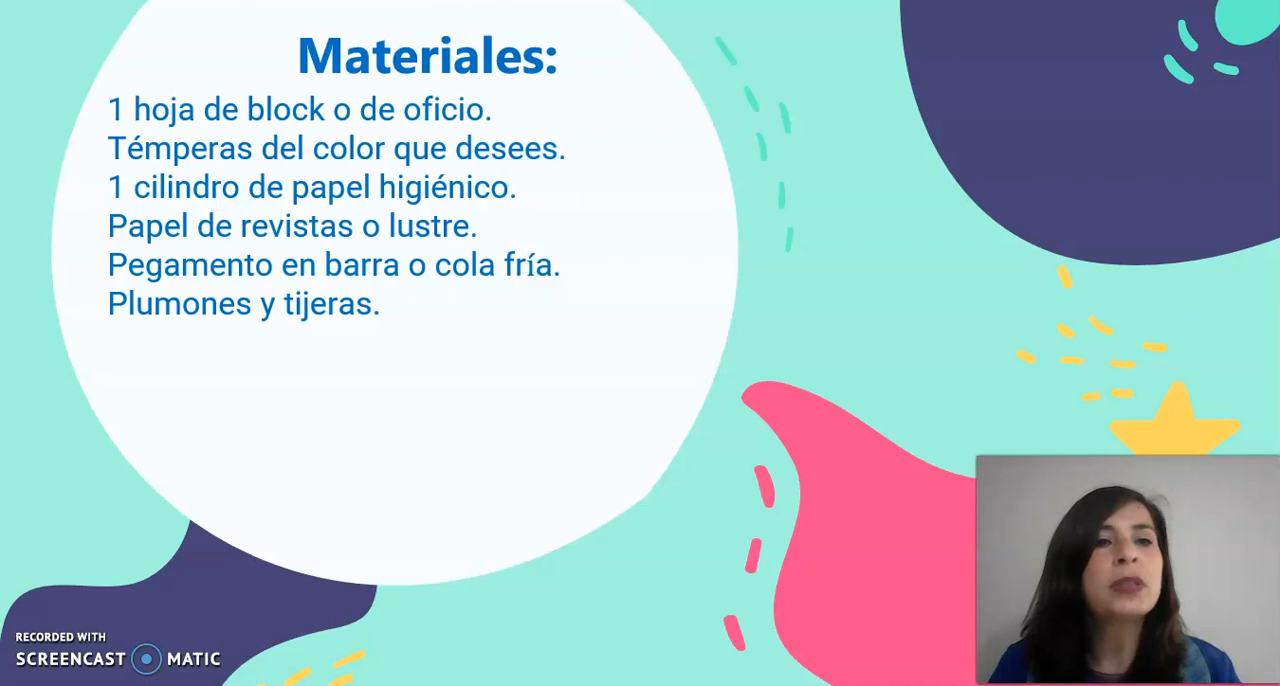 Materiales:
1 hoja de block o de oficio.
Témperas del color que desees.
1 cilindro de papel higiénico.
Papel de revistas o lustre.
Pegamento en barra o cola fría.
Plumones y tijeras.
RECORDED WITH
SCREENCAST MATIC